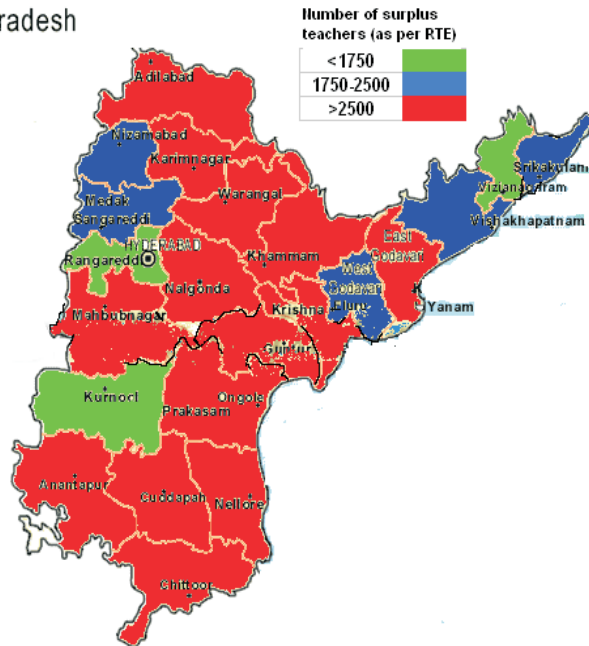 radesh
Number of surplus
teachers (as per RTE)
<1750
1750-2500
>2500
Adilabad
Nizamabad
Karimnagar
Warangal
Medak
Sangareddi
HYDERABAD
Rangareddi
Khammam
Nalgonda
Mahbubnagar
Krishna
Guntur
West
Godavari
Eluru
East
Godavari
K
Yanam
Srikakulam
Vizianagaram
Vishakhapatnam
Kurnool
Prakasam
Ongole
Anantapur
Cuddapah
Nellore
Chittoor